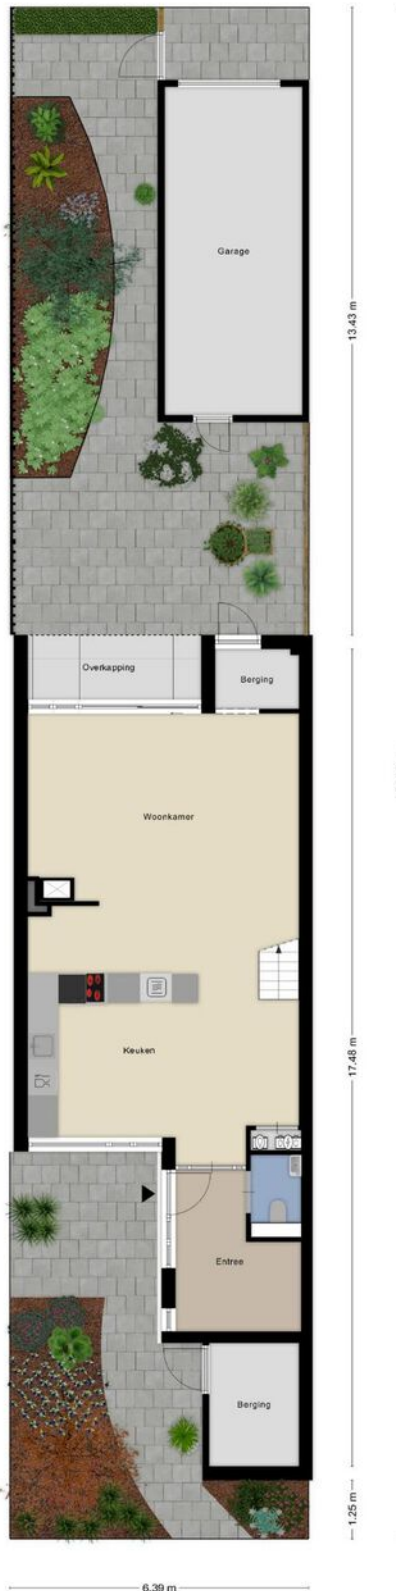 Garage
13.43 m
Overkapping
Berging
Woonkamer
Keuken
17.48 m
Entree
Berging
1.25 m
6.39 m